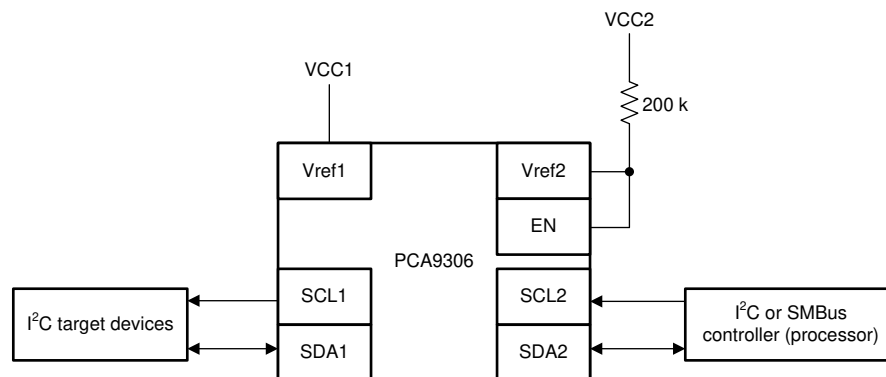 VCC2
VCC1
200 k
Vref1
Vref2
EN
PCA9306
SCL1
SCL2
I²C target devices
I²C or SMBus
controller (processor)
SDA1
SDA2